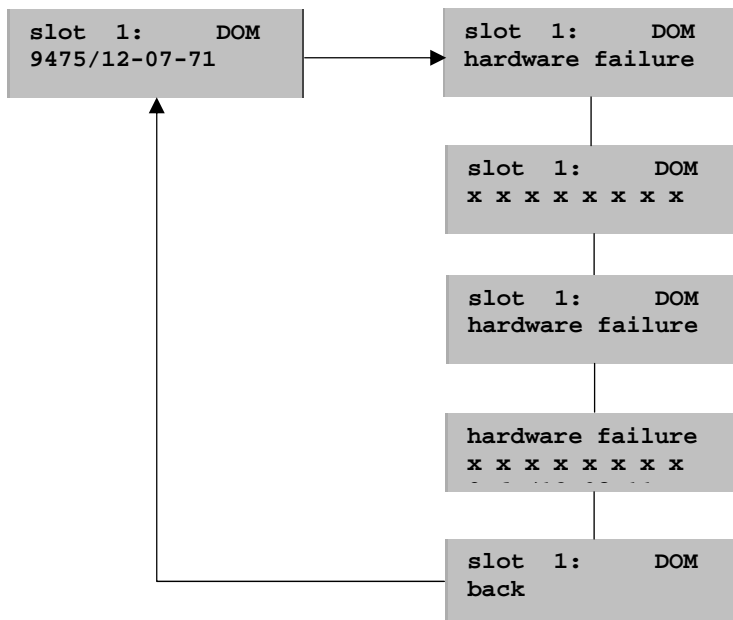 slot 1: DOM
9475/12-07-71
slot 1: DOM
hardware failure
slot 1: DOM
x x x x x x x x
slot 1: DOM
hardware failure
hardware failure
x x x x x x x x
slot 1: DOM
back